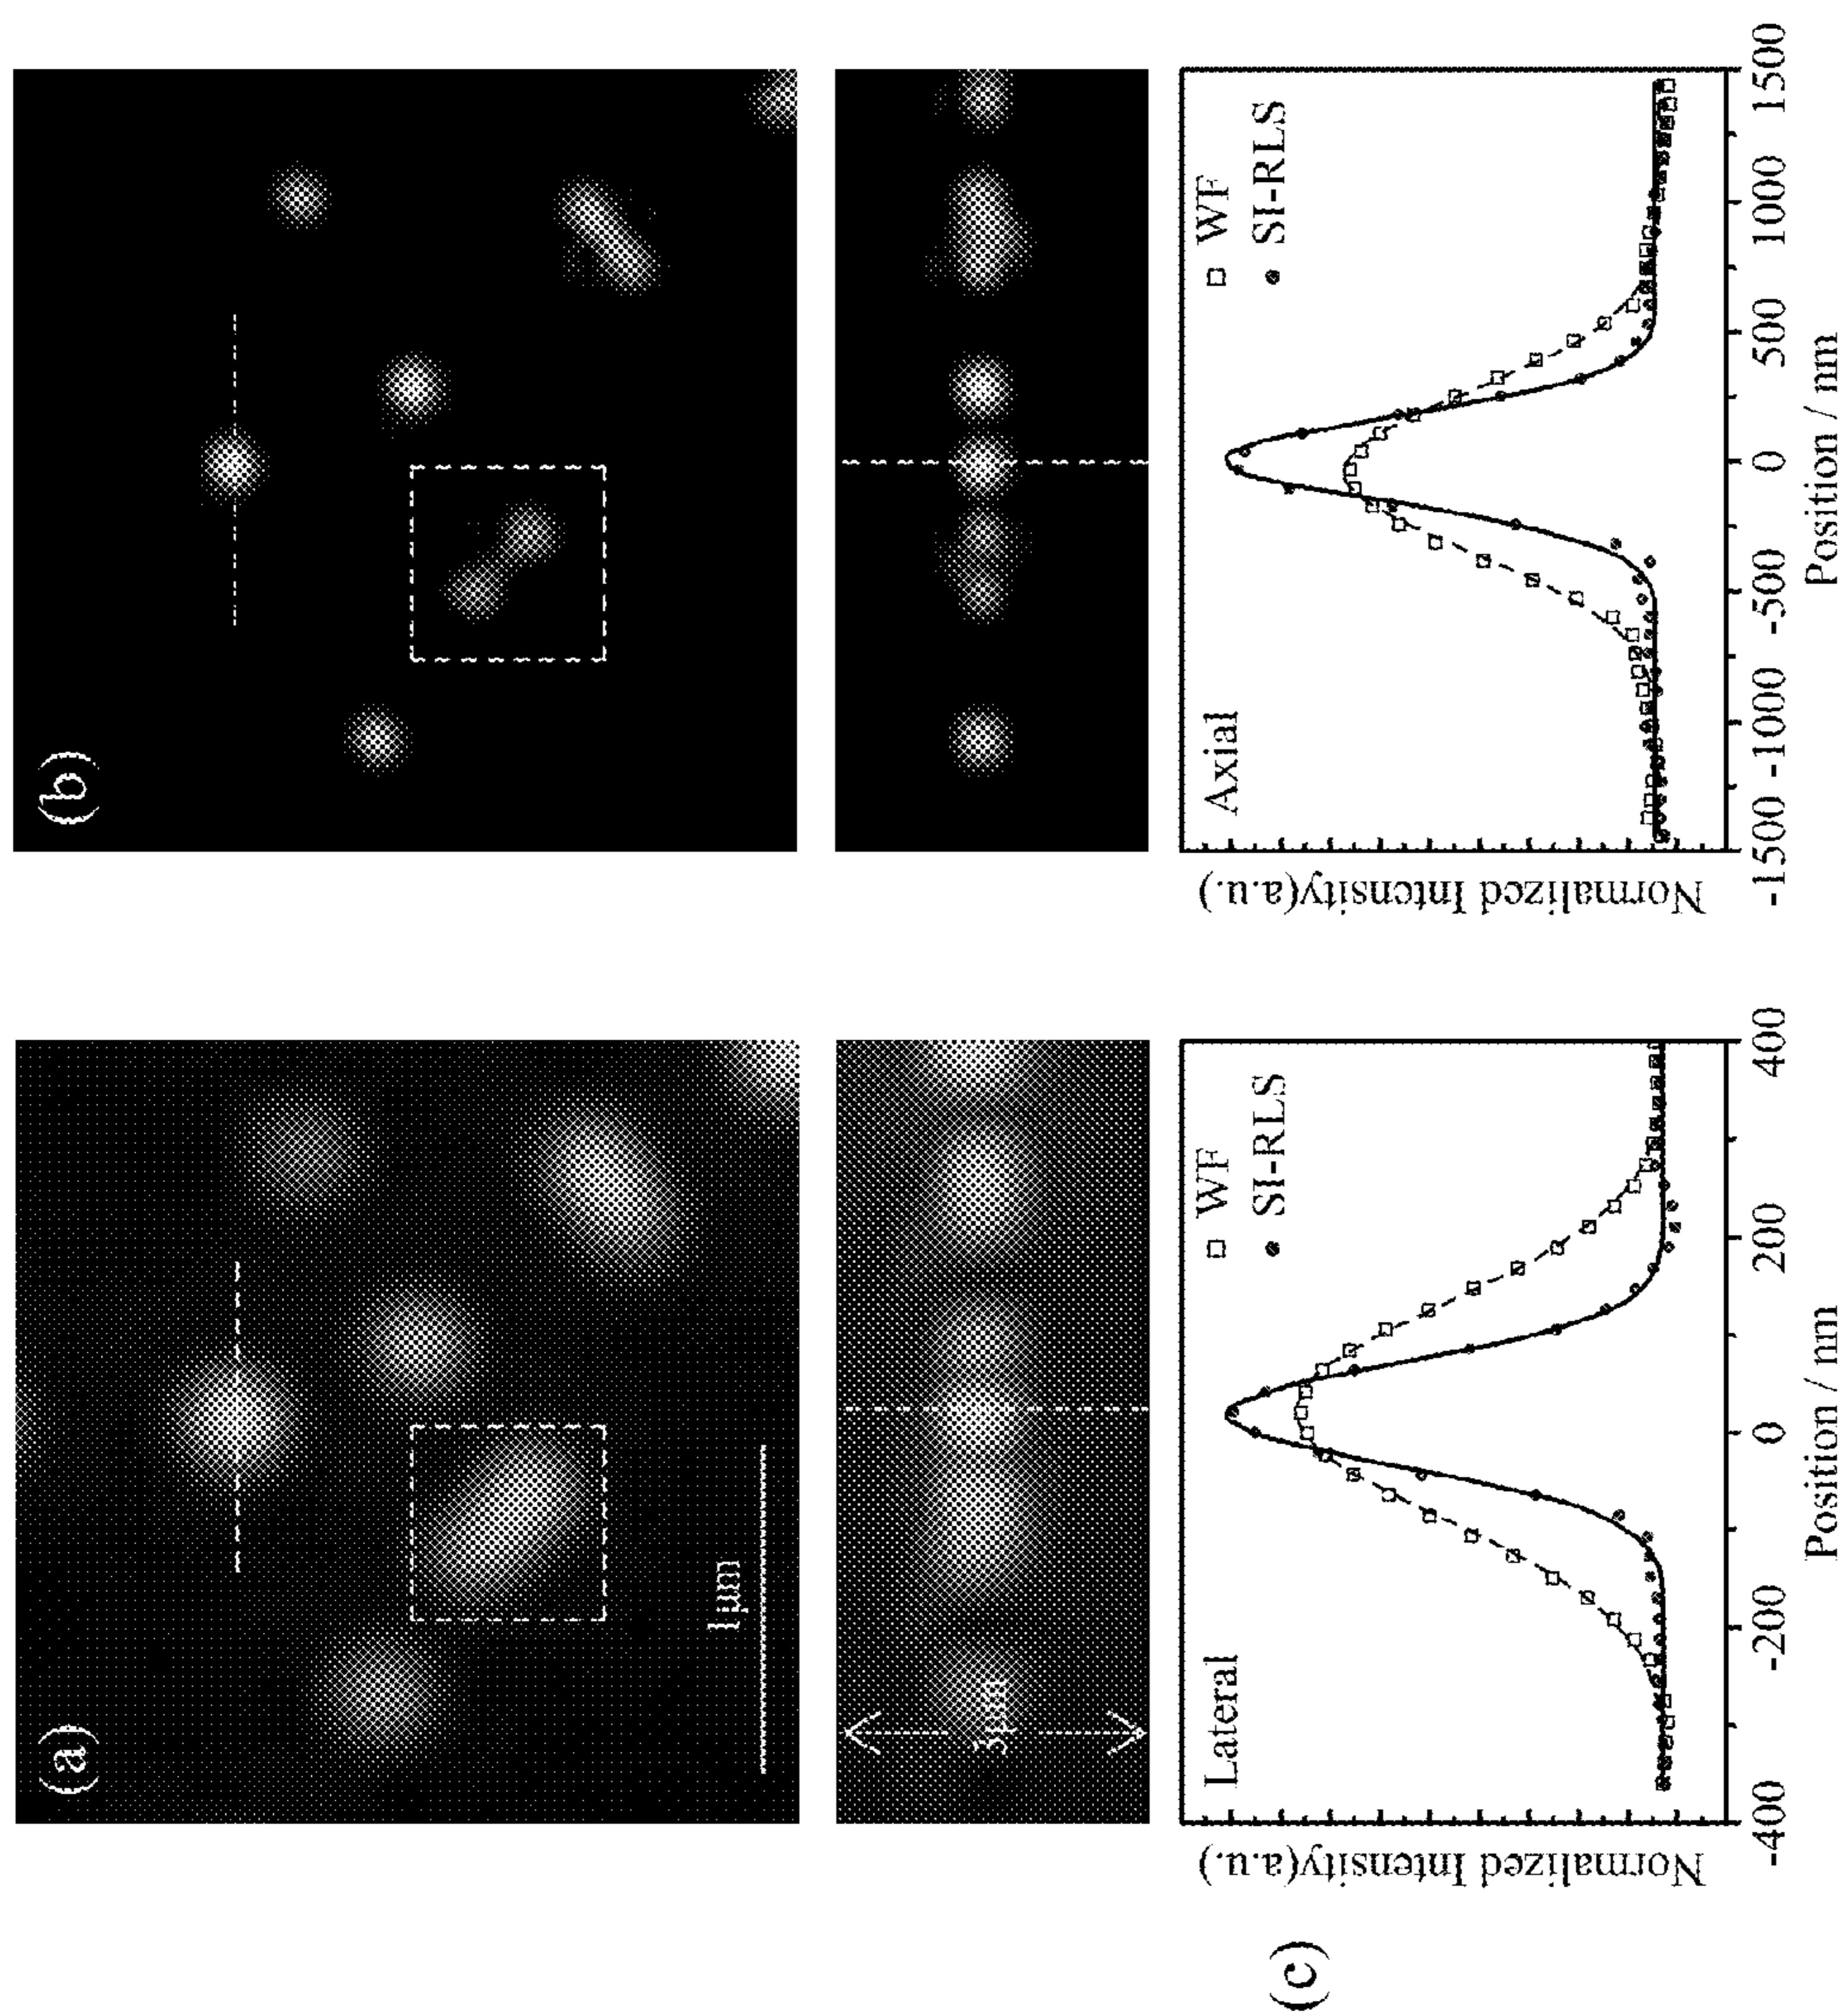 (a)
1μm
3μm
(b)
(c)
Normalized Intensity(a.u.)
Lateral
WF
SI-RLS
-400 -200 0 200 400
Position / nm
Normalized Intensity(a.u.)
Axial
WF
SI-RLS
-1500 -1000 -500 0 500 1000 1500
Position / nm